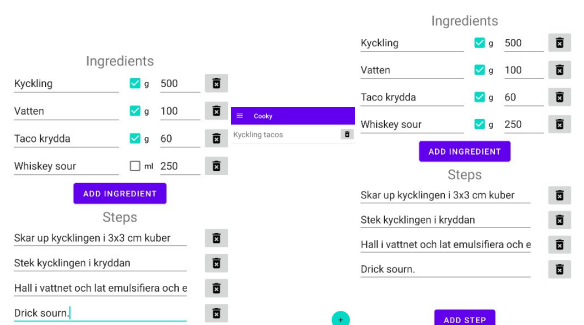 Ingredients
Kyckling g 500
Vatten g 100
Taco krydda g 60
Whiskey sour ml 250
ADD INGREDIENT
Steps
Skar up kycklingen i 3x3 cm kuber
Stek kycklingen i kryddan
Hall i vattnet och lat emulsifiera och e
Drick sourn.
Cooky
Kyckling tacos
+
Ingredients
Kyckling g 500
Vatten g 100
Taco krydda g 60
Whiskey sour g 250
ADD INGREDIENT
Steps
Skar up kycklingen i 3x3 cm kuber
Stek kycklingen i kryddan
Hall i vattnet och lat emulsifiera och e
Drick sourn.
ADD STEP